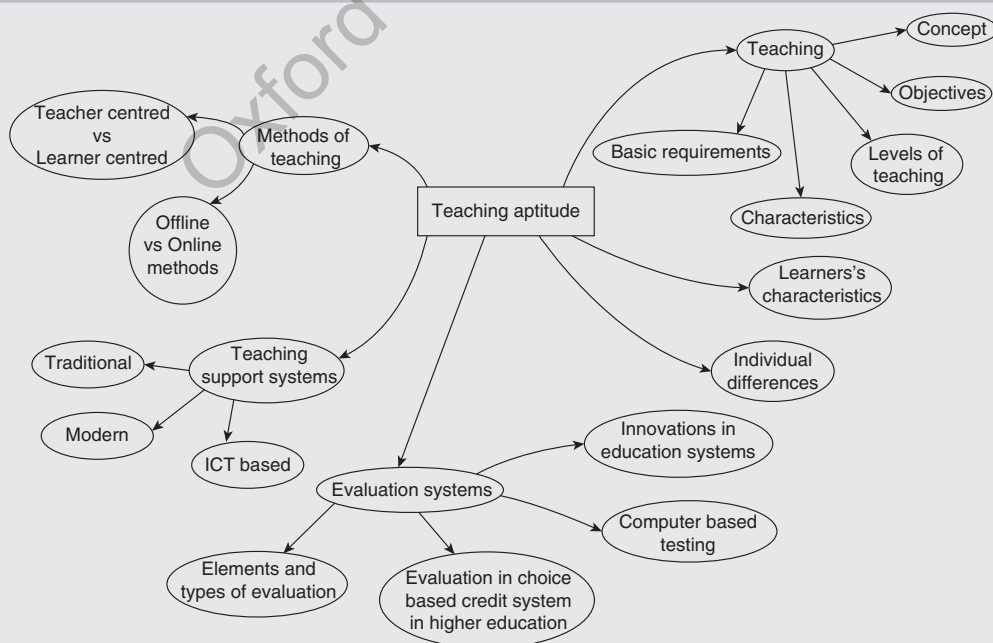 Oxford
Concept
Teaching
Objectives
Teacher centred
vs
Learner centred
Methods of
teaching
Basic requirements
Levels of
teaching
Teaching aptitude
Characteristics
Offline
vs Online
methods
Learners's
characteristics
Traditional
Teaching
support systems
Individual
differences
Modern
ICT based
Innovations in
education systems
Evaluation systems
Computer based
testing
Elements and
types of evaluation
Evaluation in choice
based credit system
in higher education